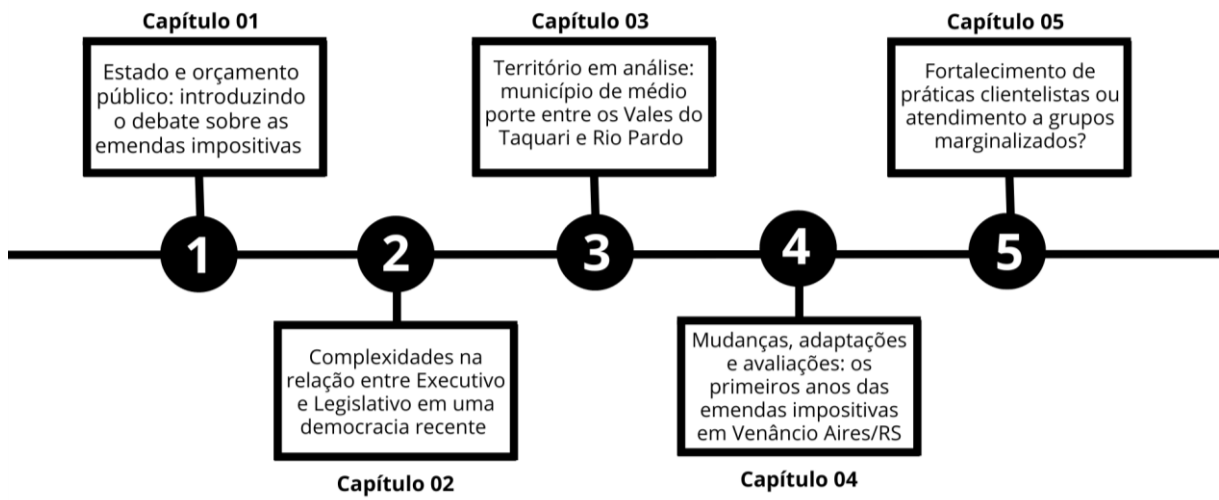 Capítulo 01
Estado e orçamento
público: introduzindo
o debate sobre as
emendas impositivas
1
2
Complexidades na
relação entre Executivo
e Legislativo em uma
democracia recente
Capítulo 02
Capítulo 03
Território em análise:
município de médio
porte entre os Vales do
Taquari e Rio Pardo
3
4
Mudanças, adaptações
e avaliações: os
primeiros anos das
emendas impositivas
em Venâncio Aires/RS
Capítulo 04
Capítulo 05
Fortalecimento de
práticas clientelistas ou
atendimento a grupos
marginalizados?
5